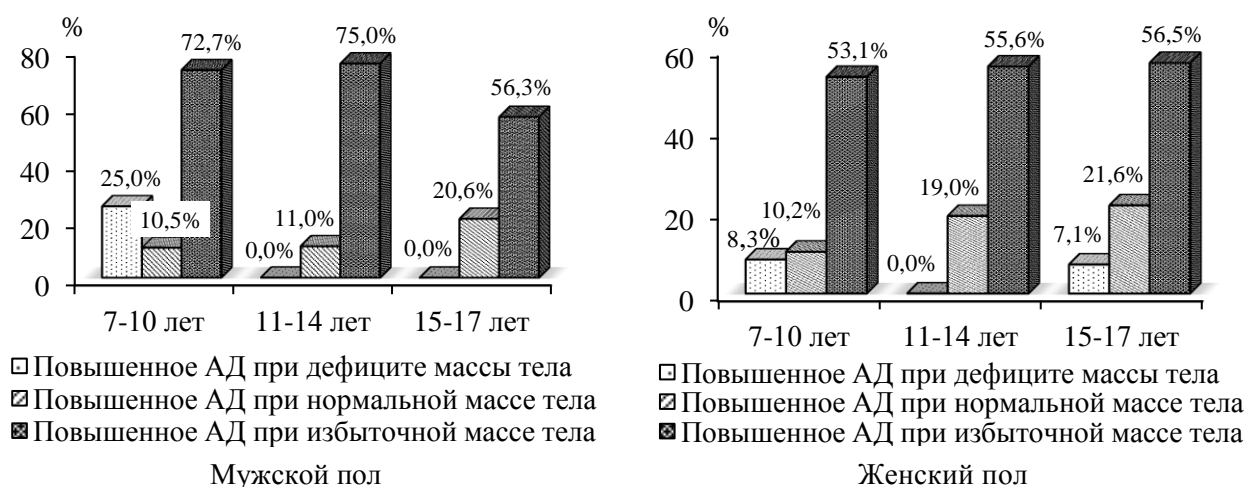 %
80
60
40
20
0
72,7%
75,0%
56,3%
25,0%
10,5%
11,0%
20,6%
0,0%
0,0%
7-10 лет 11-14 лет 15-17 лет
Повышенное АД при дефиците массы тела
Повышенное АД при нормальной массе тела
Повышенное АД при избыточной массе тела
Мужской пол
%
60
40
20
0
53,1%
55,6%
56,5%
8,3%
10,2%
0,0%
19,0%
7,1%
21,6%
7-10 лет 11-14 лет 15-17 лет
Повышенное АД при дефиците массы тела
Повышенное АД при нормальной массе тела
Повышенное АД при избыточной массе тела
Женский пол